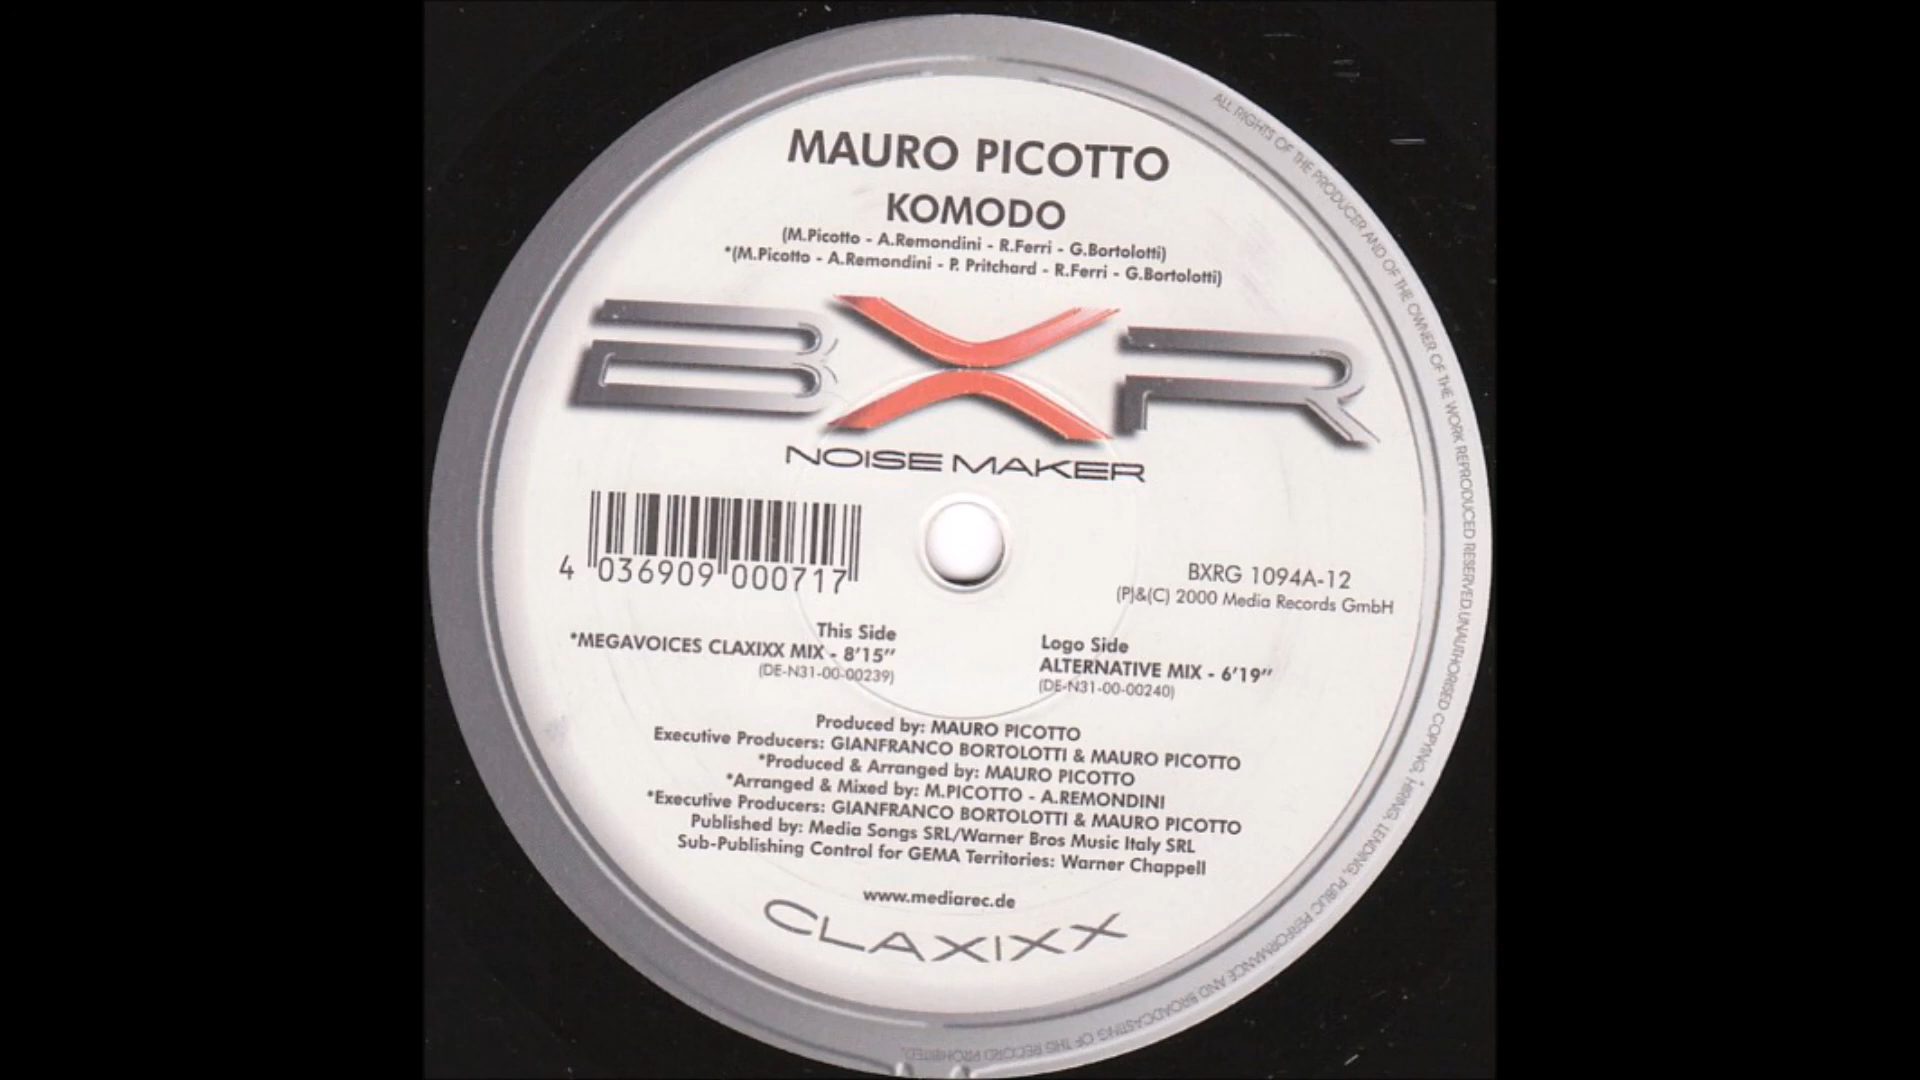 MAURO PICOTTO
KOMODO
(M.Picotto - A.Remondini - R.Ferri - G.Bortolotti)
*(M.Picotto - A.Remondini - P. Pritchard - R.Ferri - G.Bortolotti)
BXR
NOISE MAKER
4 036909 000717
BXRG 1094A-12
(P)&(C) 2000 Media Records GmbH
This Side
*MEGAVOICES CLAXIXX MIX - 8'15"
(DE-N31-00-00239)
Logo Side
ALTERNATIVE MIX - 6'19"
(DE-N31-00-00240)
Produced by: MAURO PICOTTO
Executive Producers: GIANFRANCO BORTOLOTTI & MAURO PICOTTO
*Produced & Arranged by: MAURO PICOTTO
*Arranged & Mixed by: M.PICOTTO - A.REMONDINI
*Executive Producers: GIANFRANCO BORTOLOTTI & MAURO PICOTTO
Published by: Media Songs SRL/Warner Bros Music Italy SRL
Sub-Publishing Control for GEMA Territories: Warner Chappell
www.mediarec.de
CLAXIXX
ALL RIGHTS OF THE PRODUCER AND OF THE OWNER OF THE WORK REPRODUCED RESERVED.UNAUTHORISED COPYING, HIRING, LENDING, PUBLIC PERFORMANCE AND BROADCASTING OF THIS RECORD PROHIBITED.